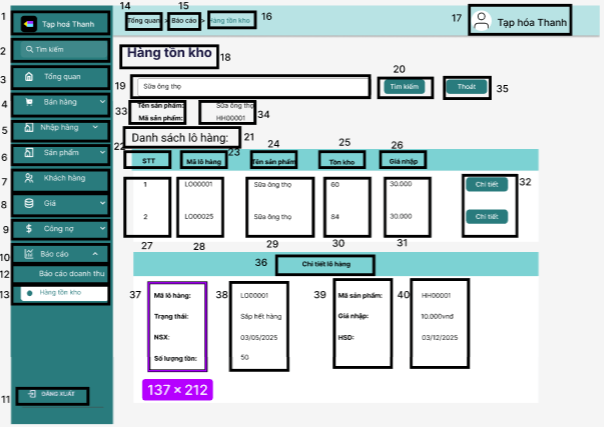 14 15
1 Tạp hoá Thanh Tổng quan > Báo cáo > Hàng tồn kho 16 17 Tạp hóa Thanh
2 Tìm kiếm Hàng tồn kho 18
3 Tổng quan 19 Sữa ông thọ 20 Tìm kiếm Thoát 35
4 Bán hàng 33 Tên sản phẩm: Sữa ông thọ 34
Mã sản phẩm: HH00001
5 Nhập hàng Danh sách lô hàng: 21
6 Sản phẩm 22 STT Mã lô hàng 23 24 Tên sản phẩm 25 Tồn kho 26 Giá nhập
7 Khách hàng 1 LO00001 Sữa ông thọ 60 30.000 Chi tiết 32
8 Giá
9 Công nợ 2 LO00025 Sữa ông thọ 84 30.000 Chi tiết
10 Báo cáo 27 28 29 30 31
12 Báo cáo doanh thu 36 Chi tiết lô hàng
13 Hàng tồn kho 37 Mã lô hàng: 38 LO00001 39 Mã sản phẩm: 40 HH00001
Trạng thái: Sắp hết hàng Giá nhập: 10.000vnd
NSX: 03/05/2025 HSD: 03/12/2025
Số lượng tồn: 50
11 ĐĂNG XUẤT 137 × 212